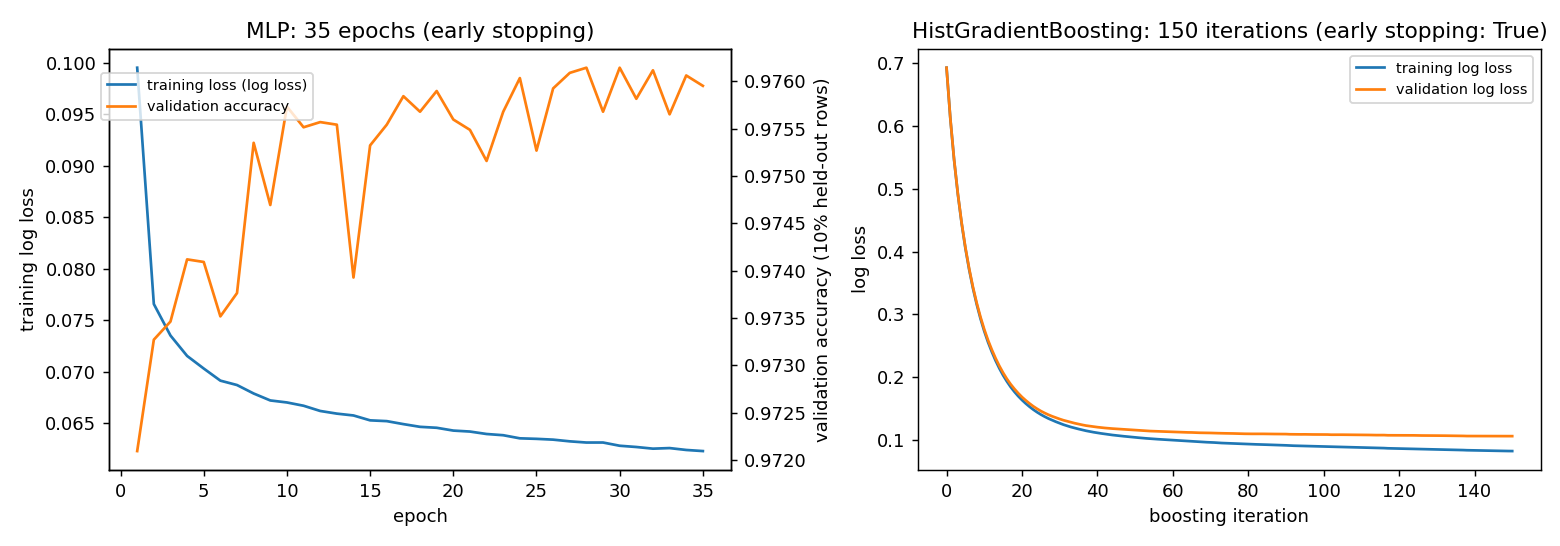 MLP: 35 epochs (early stopping)
training loss (log loss)
validation accuracy
0.100
0.095
0.090
0.085
0.080
0.075
0.070
0.065
training log loss
0.9760
0.9755
0.9750
0.9745
0.9740
0.9735
0.9730
0.9725
0.9720
validation accuracy (10% held-out rows)
0 5 10 15 20 25 30 35
epoch
HistGradientBoosting: 150 iterations (early stopping: True)
training log loss
validation log loss
0.7
0.6
0.5
0.4
0.3
0.2
0.1
log loss
0 20 40 60 80 100 120 140
boosting iteration